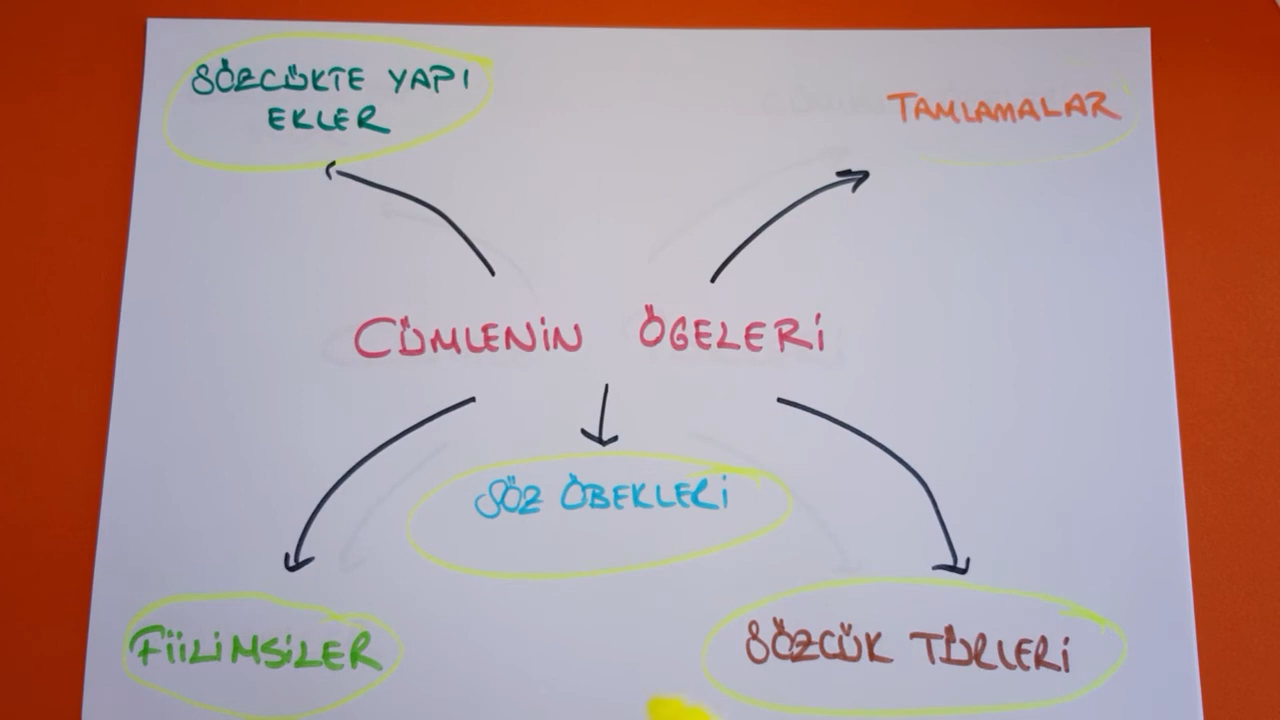 SÖZCÜKTE YAPI
EKLER
TAMLAMALAR
CÜMLENİN ÖGELERİ
SÖZ ÖBEKLERİ
FİİLİMSİLER
SÖZCÜK TÜRLERİ